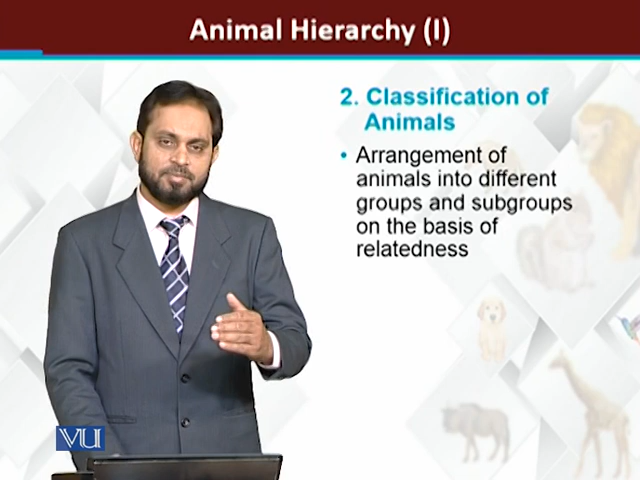 Animal Hierarchy (I)
2. Classification of
Animals
• Arrangement of
animals into different
groups and subgroups
on the basis of
relatedness
VU